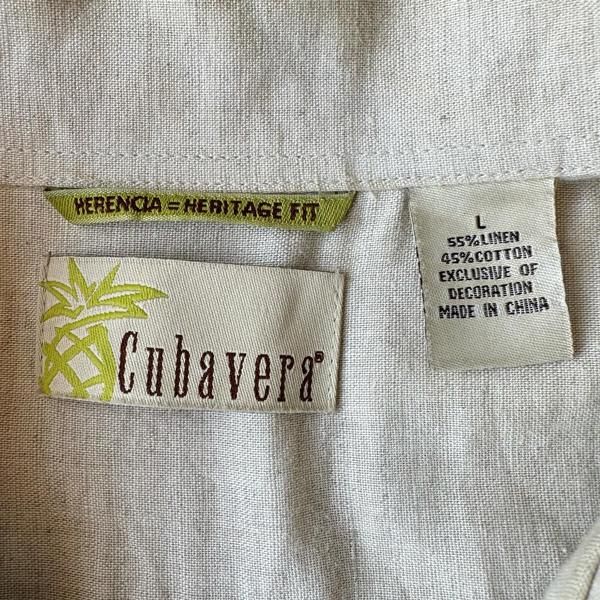 HERENCIA = HERITAGE FIT
Cubavera®
L
55% LINEN
45% COTTON
EXCLUSIVE OF
DECORATION
MADE IN CHINA